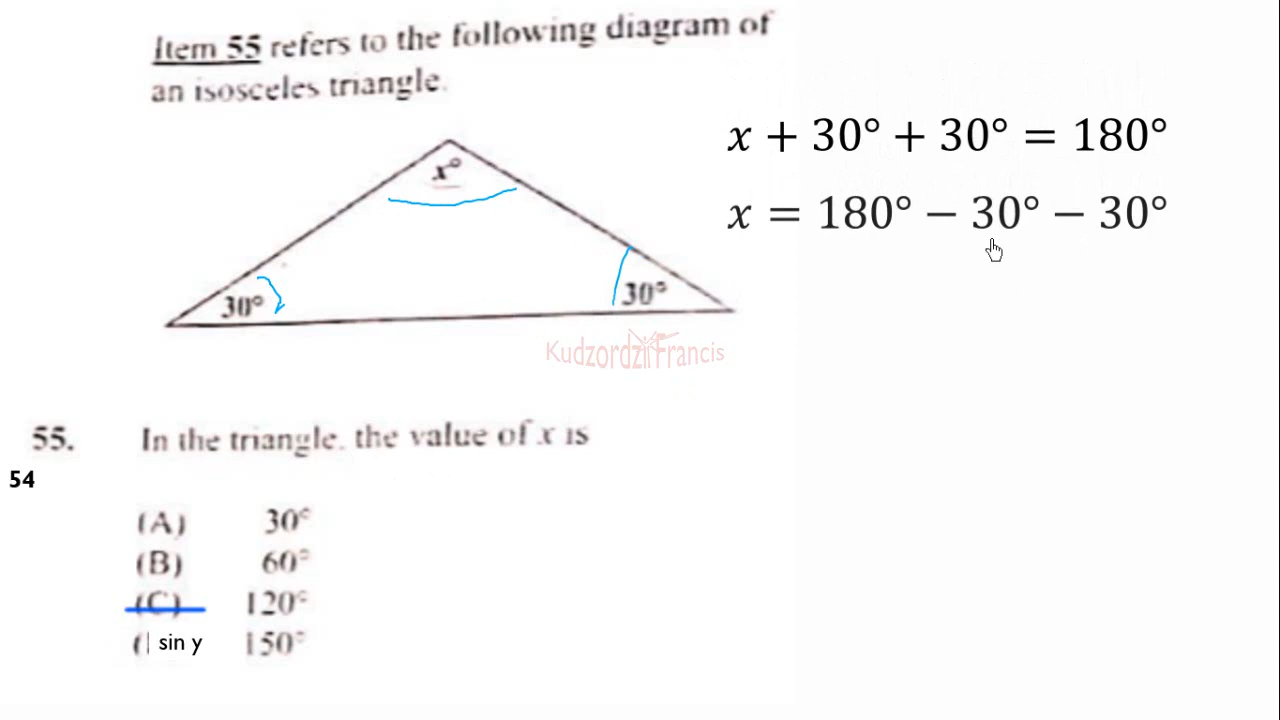 Item 55 refers to the following diagram of
an isosceles triangle.
x°
30°
30°
x + 30° + 30° = 180°
x = 180° − 30° − 30°
Kudzordzi Francis
55. In the triangle, the value of x is
54
(A) 30°
(B) 60°
(C) 120°
( sin y 150°